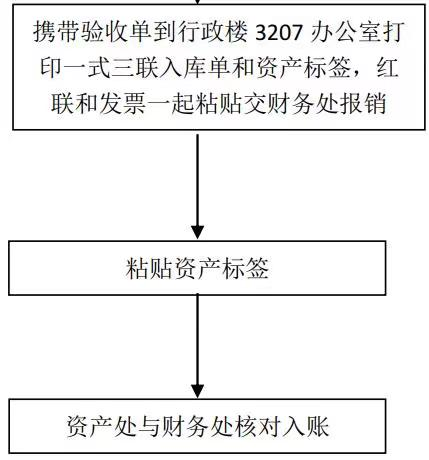 携带验收单到行政楼 3207 办公室打
印一式三联入库单和资产标签，红
联和发票一起粘贴交财务处报销
粘贴资产标签
资产处与财务处核对入账